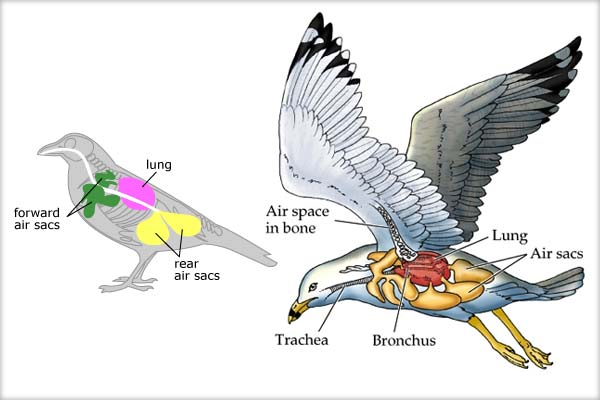 lung
forward
air sacs
rear
air sacs
Air space
in bone
Lung
Air sacs
Trachea
Bronchus